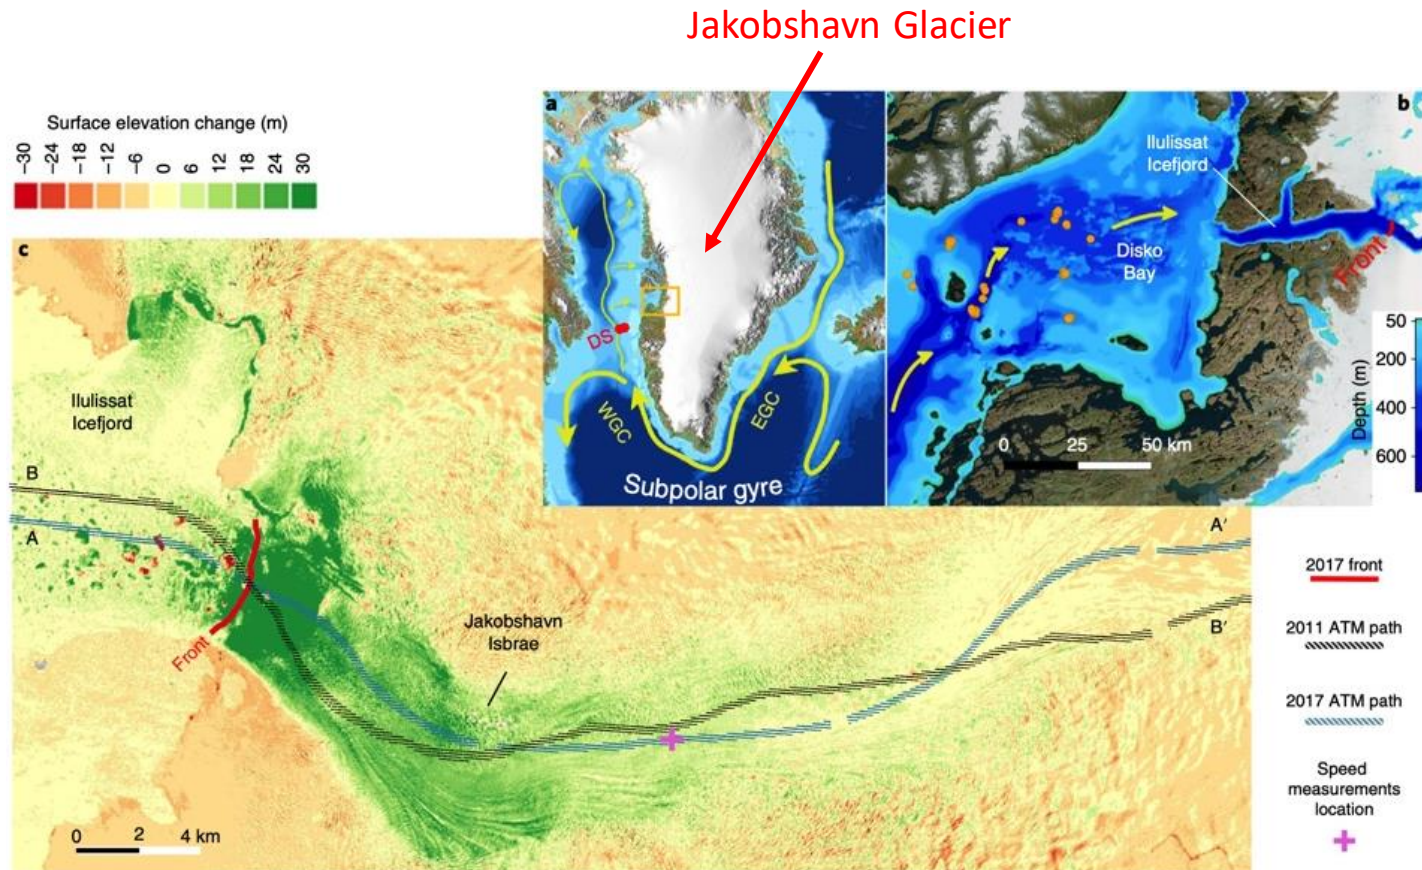 Jakobshavn Glacier
Surface elevation change (m)
−30
−24
−18
−12
−6
0
6
12
18
24
30
a
DS
WGC
EGC
Subpolar gyre
b
Ilulissat
Icefjord
Disko
Bay
Front
0 25 50 km
50
200
400
600
Depth (m)
c
Ilulissat
Icefjord
B
A
Front
Jakobshavn
Isbrae
A′
B′
0 2 4 km
2017 front
2011 ATM path
2017 ATM path
Speed
measurements
location